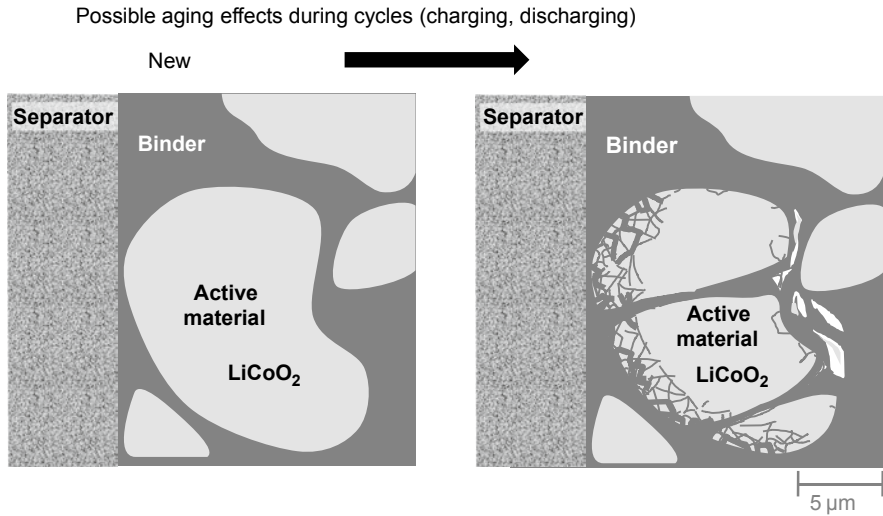 Possible aging effects during cycles (charging, discharging)
New
Separator
Binder
Active
material
LiCoO₂
Separator
Binder
Active
material
LiCoO₂
5 µm